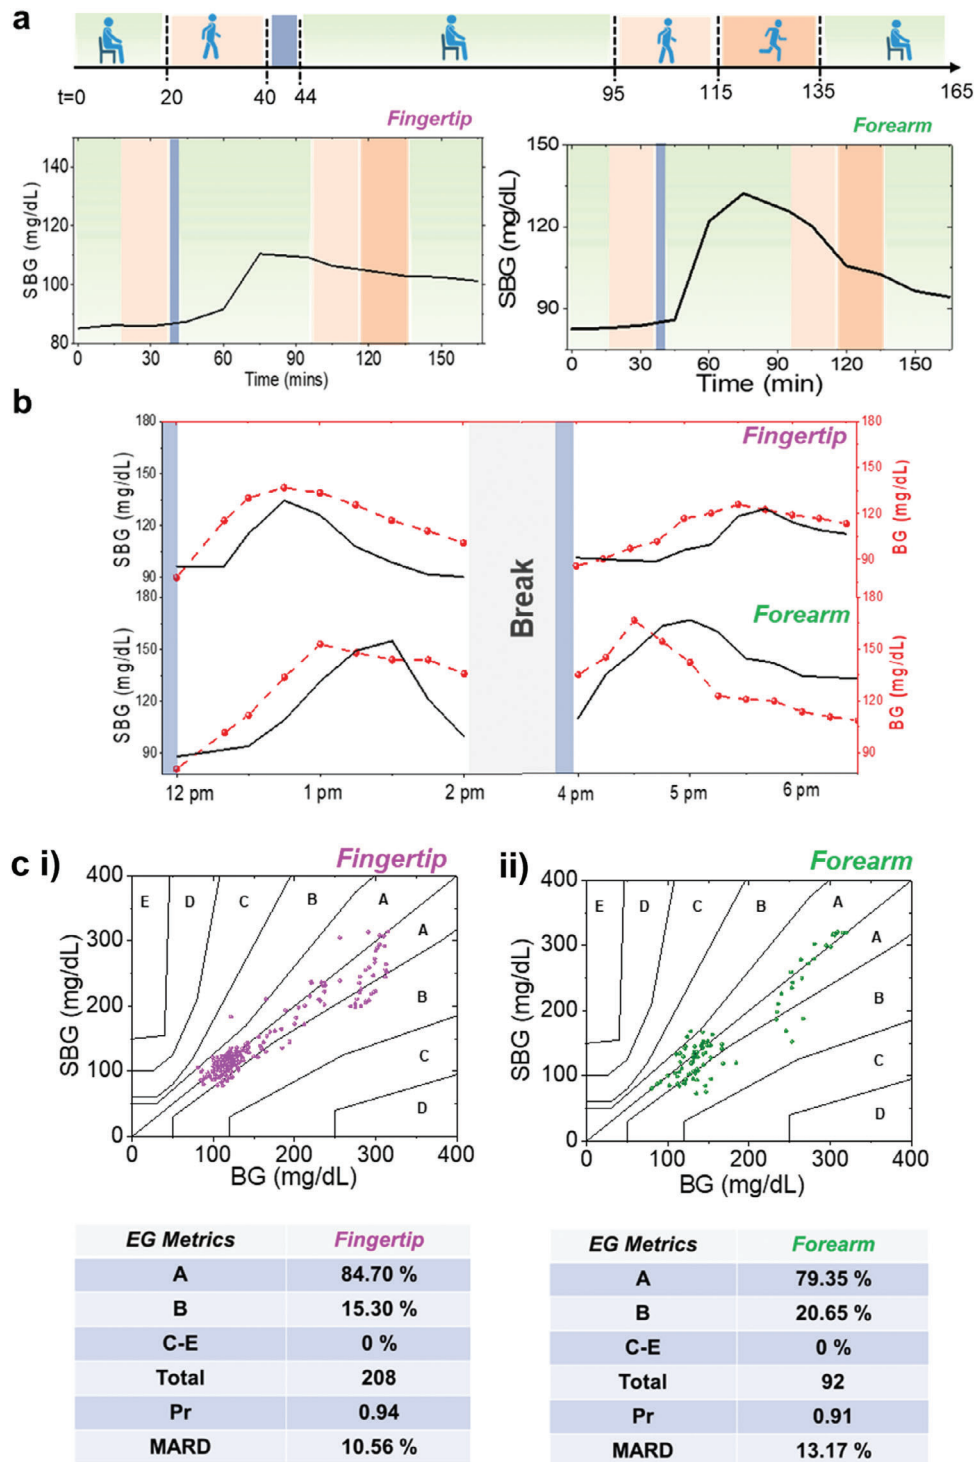 a
t=0 20 40 44 95 115 135 165
Fingertip
SBG (mg/dL)
140
120
100
80
0 30 60 90 120 150
Time (mins)
Forearm
SBG (mg/dL)
150
120
90
0 30 60 90 120 150
Time (min)
b
Fingertip
SBG (mg/dL)
180
150
120
90
180
150
120
90
BG (mg/dL)
Break
Forearm
SBG (mg/dL)
180
150
120
90
180
150
120
90
BG (mg/dL)
12 pm 1 pm 2 pm 4 pm 5 pm 6 pm
c i)
Fingertip
SBG (mg/dL)
400
300
200
100
0
E D C B A
A
B
C
D
0 100 200 300 400
BG (mg/dL)
ii)
Forearm
SBG (mg/dL)
400
300
200
100
0
E D C B A
A
B
C
D
0 100 200 300 400
BG (mg/dL)
EG Metrics Fingertip
A 84.70 %
B 15.30 %
C-E 0 %
Total 208
Pr 0.94
MARD 10.56 %
EG Metrics Forearm
A 79.35 %
B 20.65 %
C-E 0 %
Total 92
Pr 0.91
MARD 13.17 %